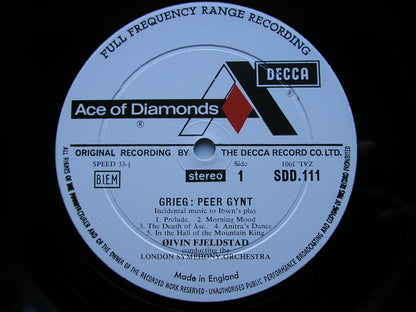 FULL FREQUENCY RANGE RECORDING
DECCA
Ace of Diamonds
®
®
ORIGINAL RECORDING BY THE DECCA RECORD CO. LTD.
SPEED 33⅓
Side
BIEM
stereo
1
SDD.111
GRIEG: PEER GYNT
Incidental music to Ibsen's play
1. Prelude. 2. Morning Mood
3. The Death of Ase. 4. Anitra's Dance
5. In the Hall of the Mountain King.
ØIVIN FJELDSTAD
conducting the
LONDON SYMPHONY ORCHESTRA
Made in England
ALL RIGHTS OF THE MANUFACTURER AND OF THE OWNER OF THE RECORDED WORK RESERVED · UNAUTHORISED PUBLIC PERFORMANCE BROADCASTING AND COPYING OF THIS RECORD PROHIBITED